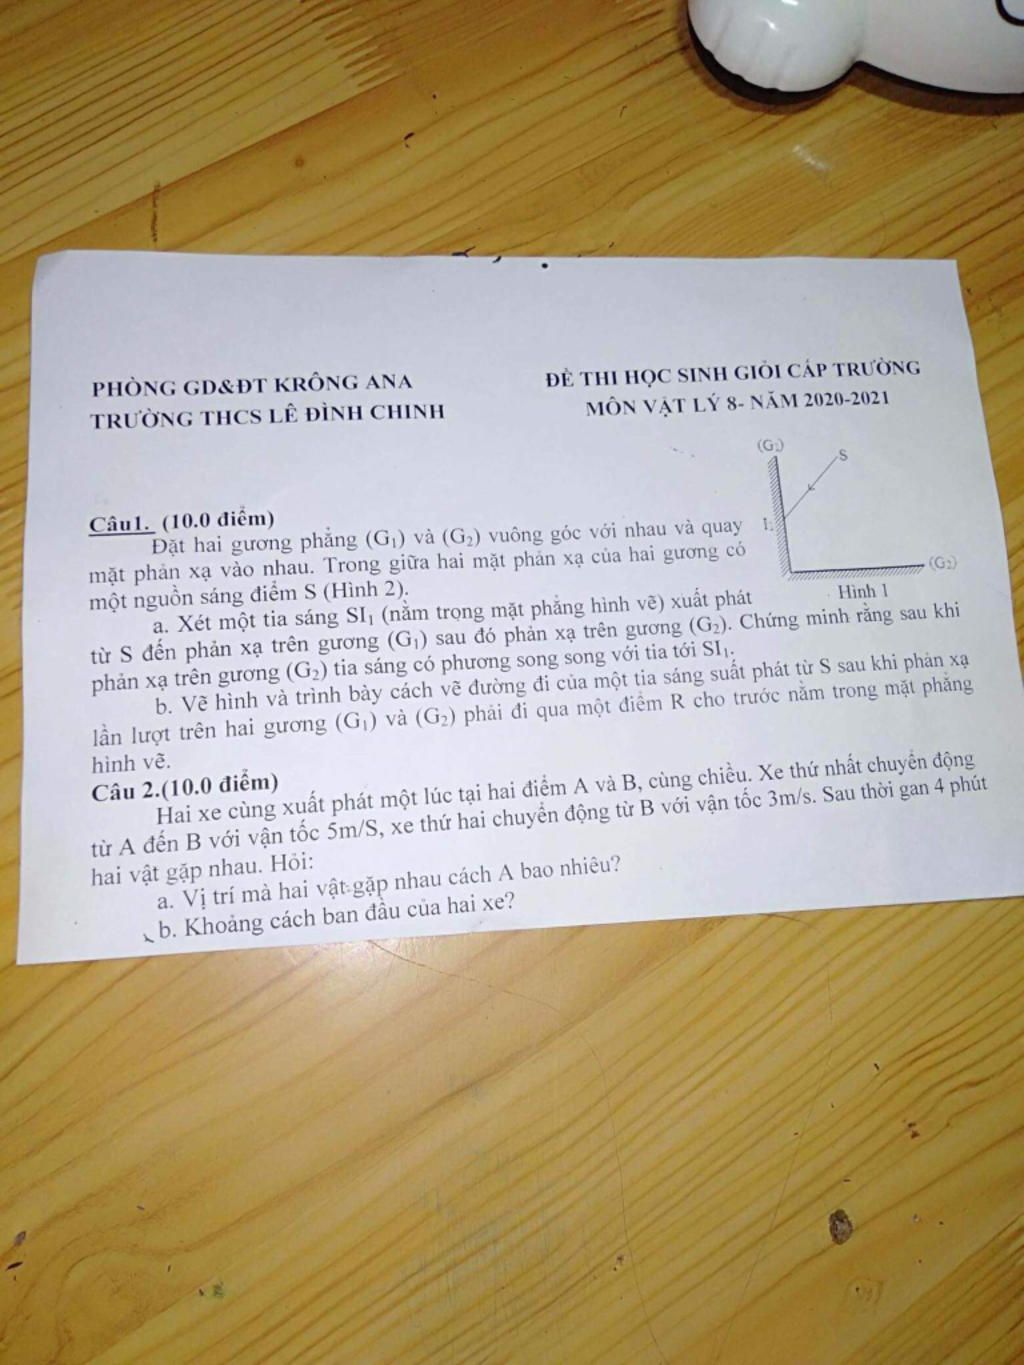 PHÒNG GD&ĐT KRÔNG ANA
TRƯỜNG THCS LÊ ĐÌNH CHINH
ĐỀ THI HỌC SINH GIỎI CẤP TRƯỜNG
MÔN VẬT LÝ 8- NĂM 2020-2021
(G₁)
S
I₁
(G₂)
Hình 1
Câu1. (10.0 điểm)
Đặt hai gương phẳng (G₁) và (G₂) vuông góc với nhau và quay
mặt phản xạ vào nhau. Trong giữa hai mặt phản xạ của hai gương có
một nguồn sáng điểm S (Hình 2).
a. Xét một tia sáng SI₁ (nằm trong mặt phẳng hình vẽ) xuất phát
từ S đến phản xạ trên gương (G₁) sau đó phản xạ trên gương (G₂). Chứng minh rằng sau khi
phản xạ trên gương (G₂) tia sáng có phương song song với tia tới SI₁.
b. Vẽ hình và trình bày cách vẽ đường đi của một tia sáng suất phát từ S sau khi phản xạ
lần lượt trên hai gương (G₁) và (G₂) phải đi qua một điểm R cho trước nằm trong mặt phẳng
hình vẽ.
Câu 2.(10.0 điểm)
Hai xe cùng xuất phát một lúc tại hai điểm A và B, cùng chiều. Xe thứ nhất chuyển động
từ A đến B với vận tốc 5m/S, xe thứ hai chuyển động từ B với vận tốc 3m/s. Sau thời gan 4 phút
hai vật gặp nhau. Hỏi:
a. Vị trí mà hai vật gặp nhau cách A bao nhiêu?
b. Khoảng cách ban đầu của hai xe?